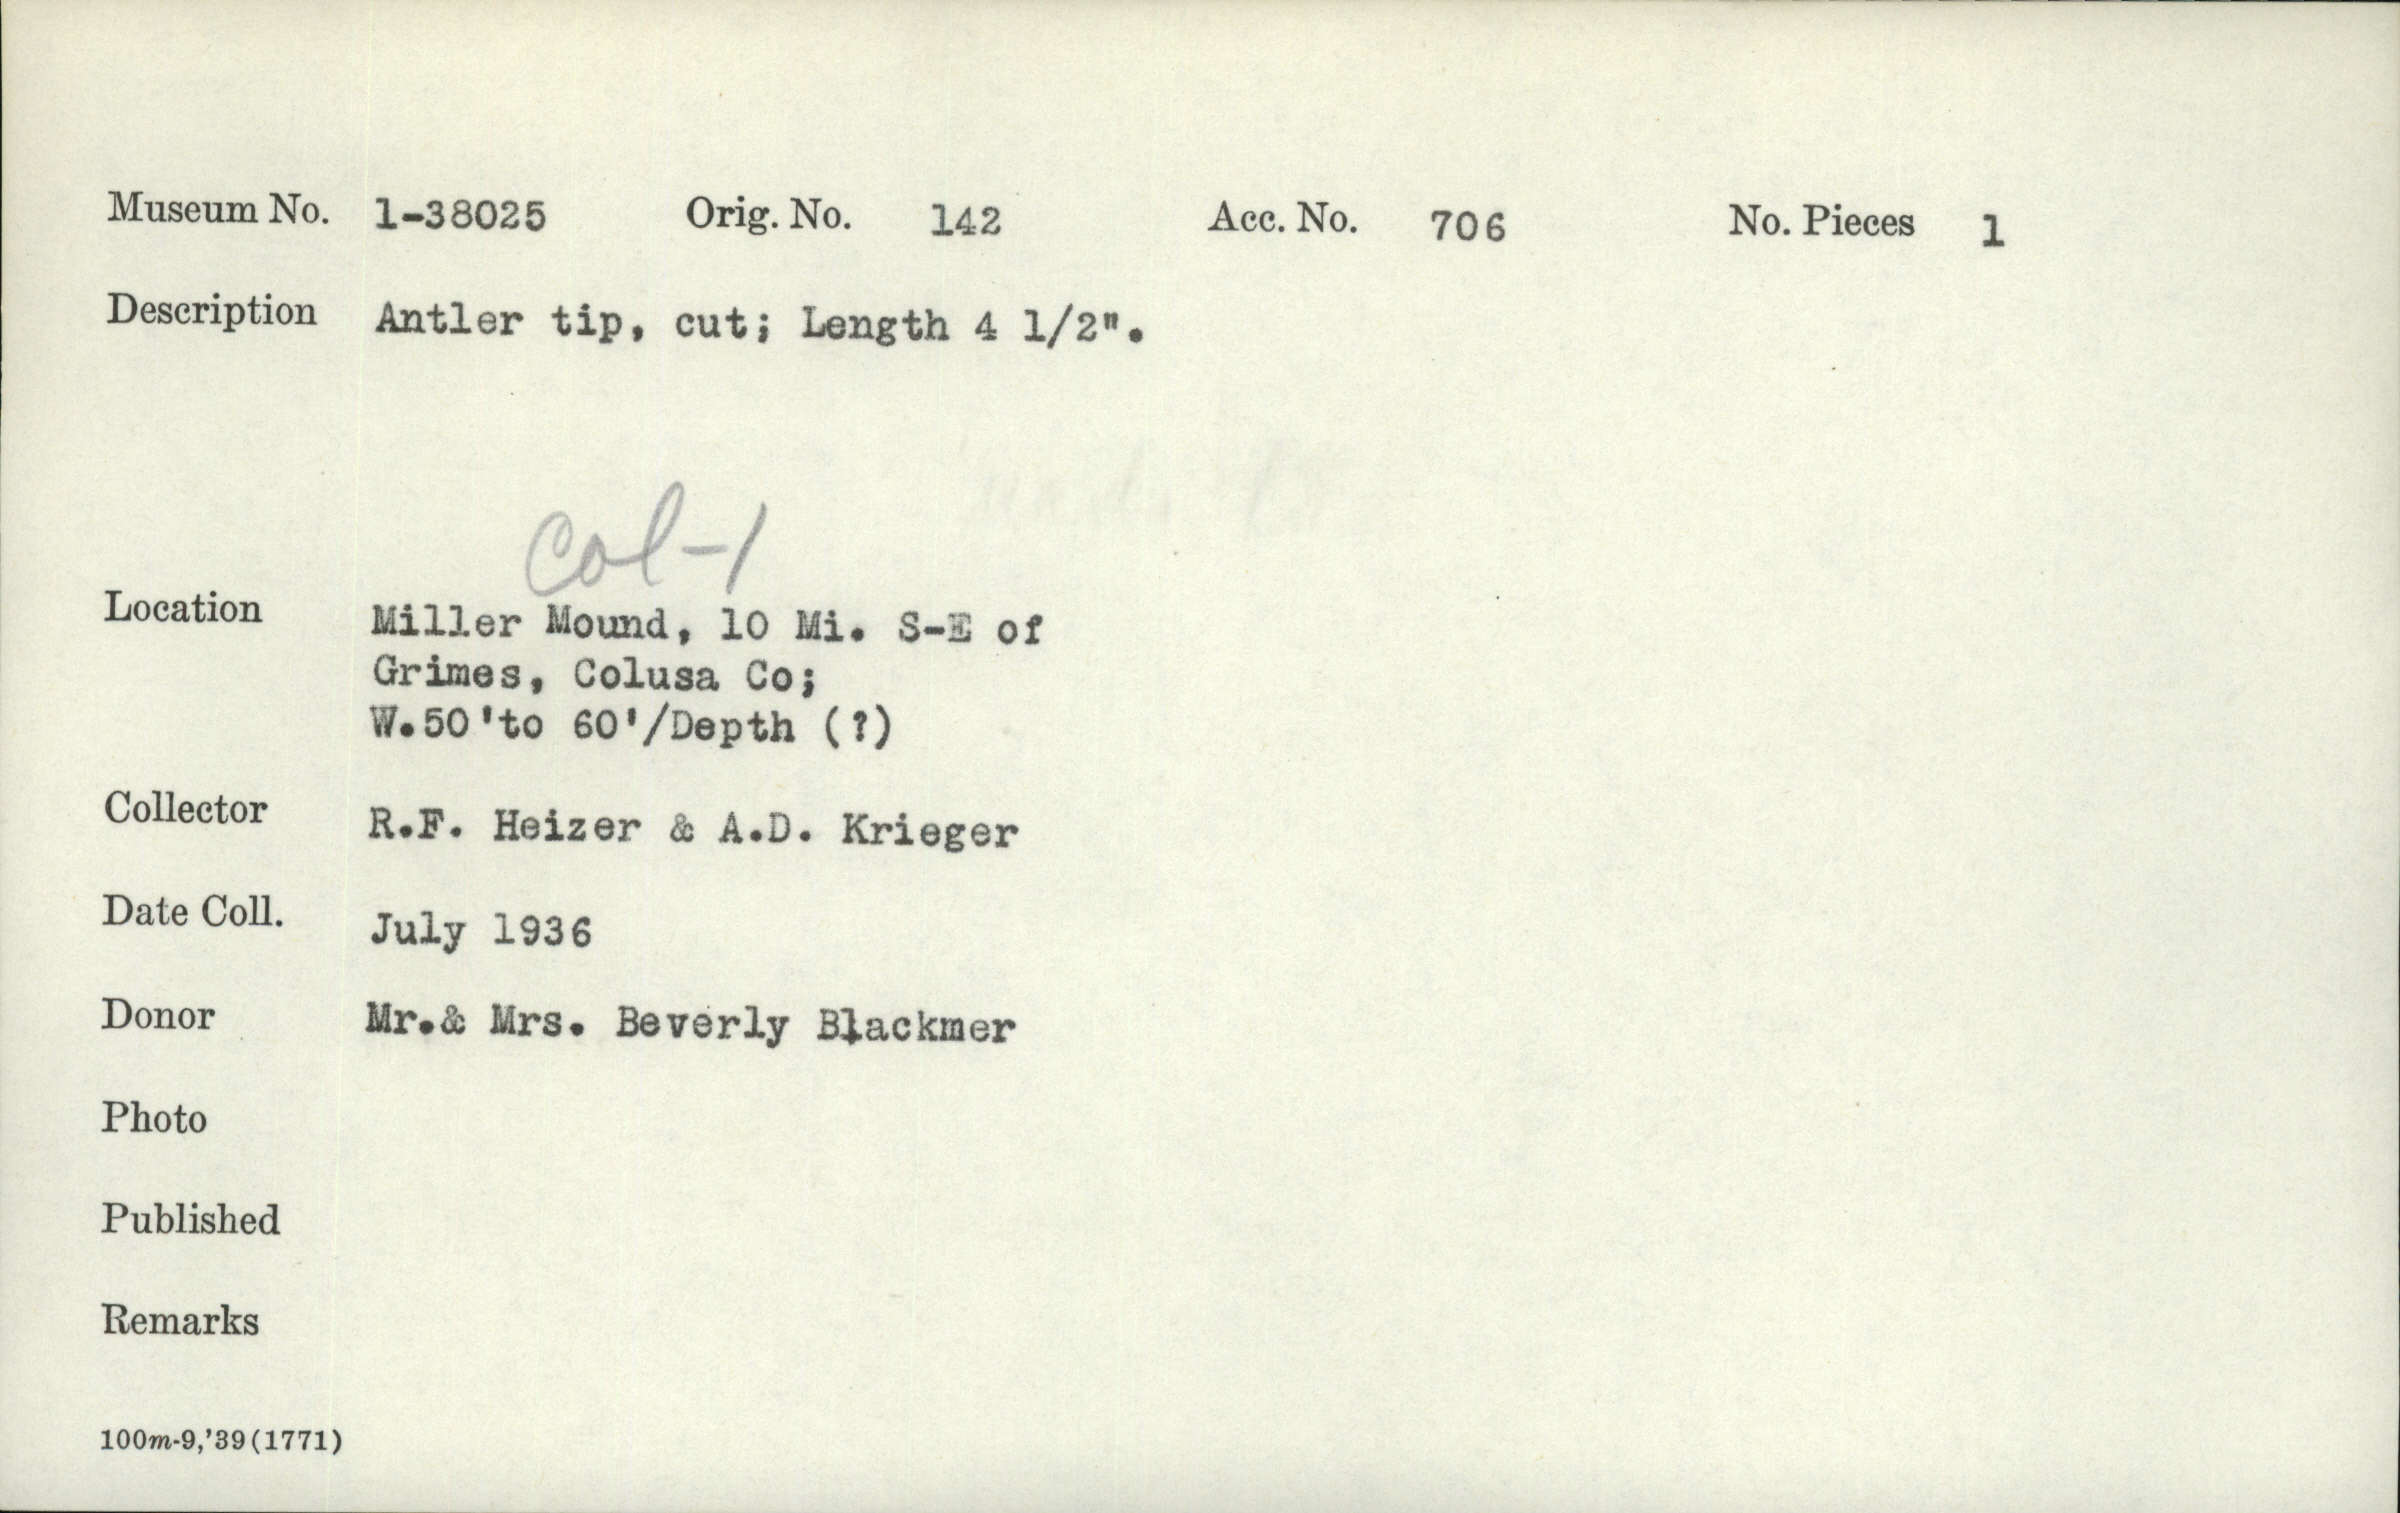 Museum No. 1-38025 Orig. No. 142 Acc. No. 706 No. Pieces 1
Description Antler tip, cut; Length 4 1/2".
Col-1
Location Miller Mound, 10 Mi. S-E of
Grimes, Colusa Co;
W.50'to 60'/Depth (?)
Collector R.F. Heizer & A.D. Krieger
Date Coll. July 1936
Donor Mr.& Mrs. Beverly Blackmer
Photo
Published
Remarks
100m-9,'39(1771)